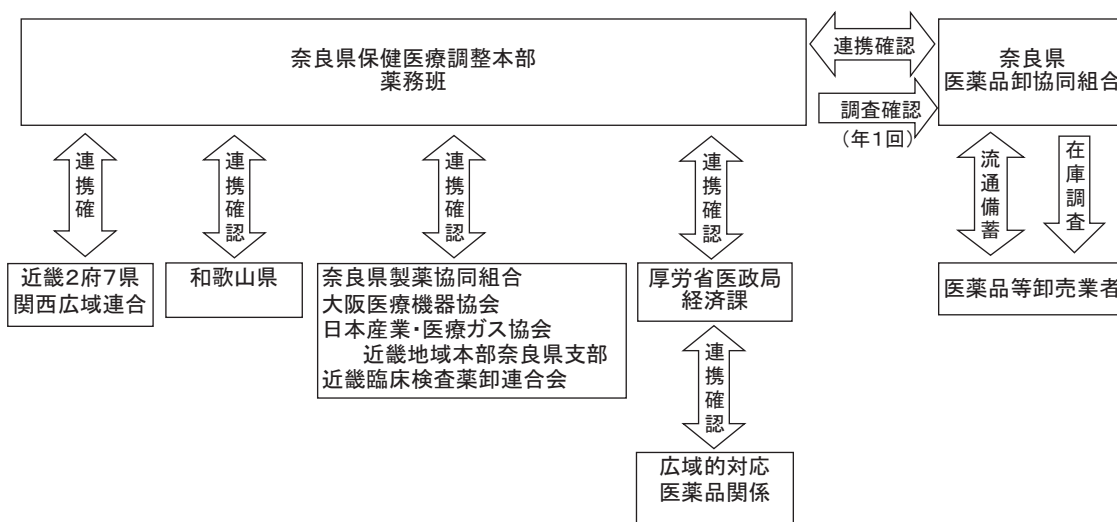 奈良県保健医療調整本部
薬務班
連携確認
奈良県
医薬品卸協同組合
調査確認
（年1回）
連携確
連携確認
連携確認
連携確認
流通備蓄
在庫調査
近畿2府7県
関西広域連合
和歌山県
奈良県製薬協同組合
大阪医療機器協会
日本産業・医療ガス協会
近畿地域本部奈良県支部
近畿臨床検査薬卸連合会
厚労省医政局
経済課
医薬品等卸売業者
連携確認
広域的対応
医薬品関係